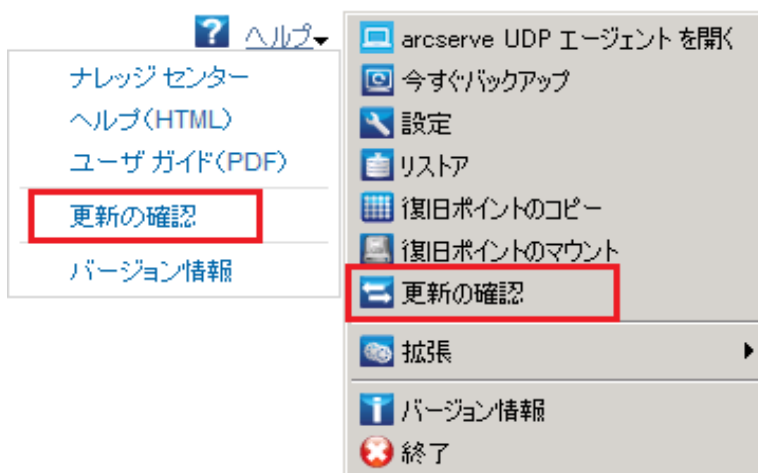 ? ヘルプ
ナレッジ センター
ヘルプ(HTML)
ユーザ ガイド(PDF)
更新の確認
バージョン情報
arcserve UDP エージェント を開く
今すぐバックアップ
設定
リストア
復旧ポイントのコピー
復旧ポイントのマウント
更新の確認
拡張
バージョン情報
終了